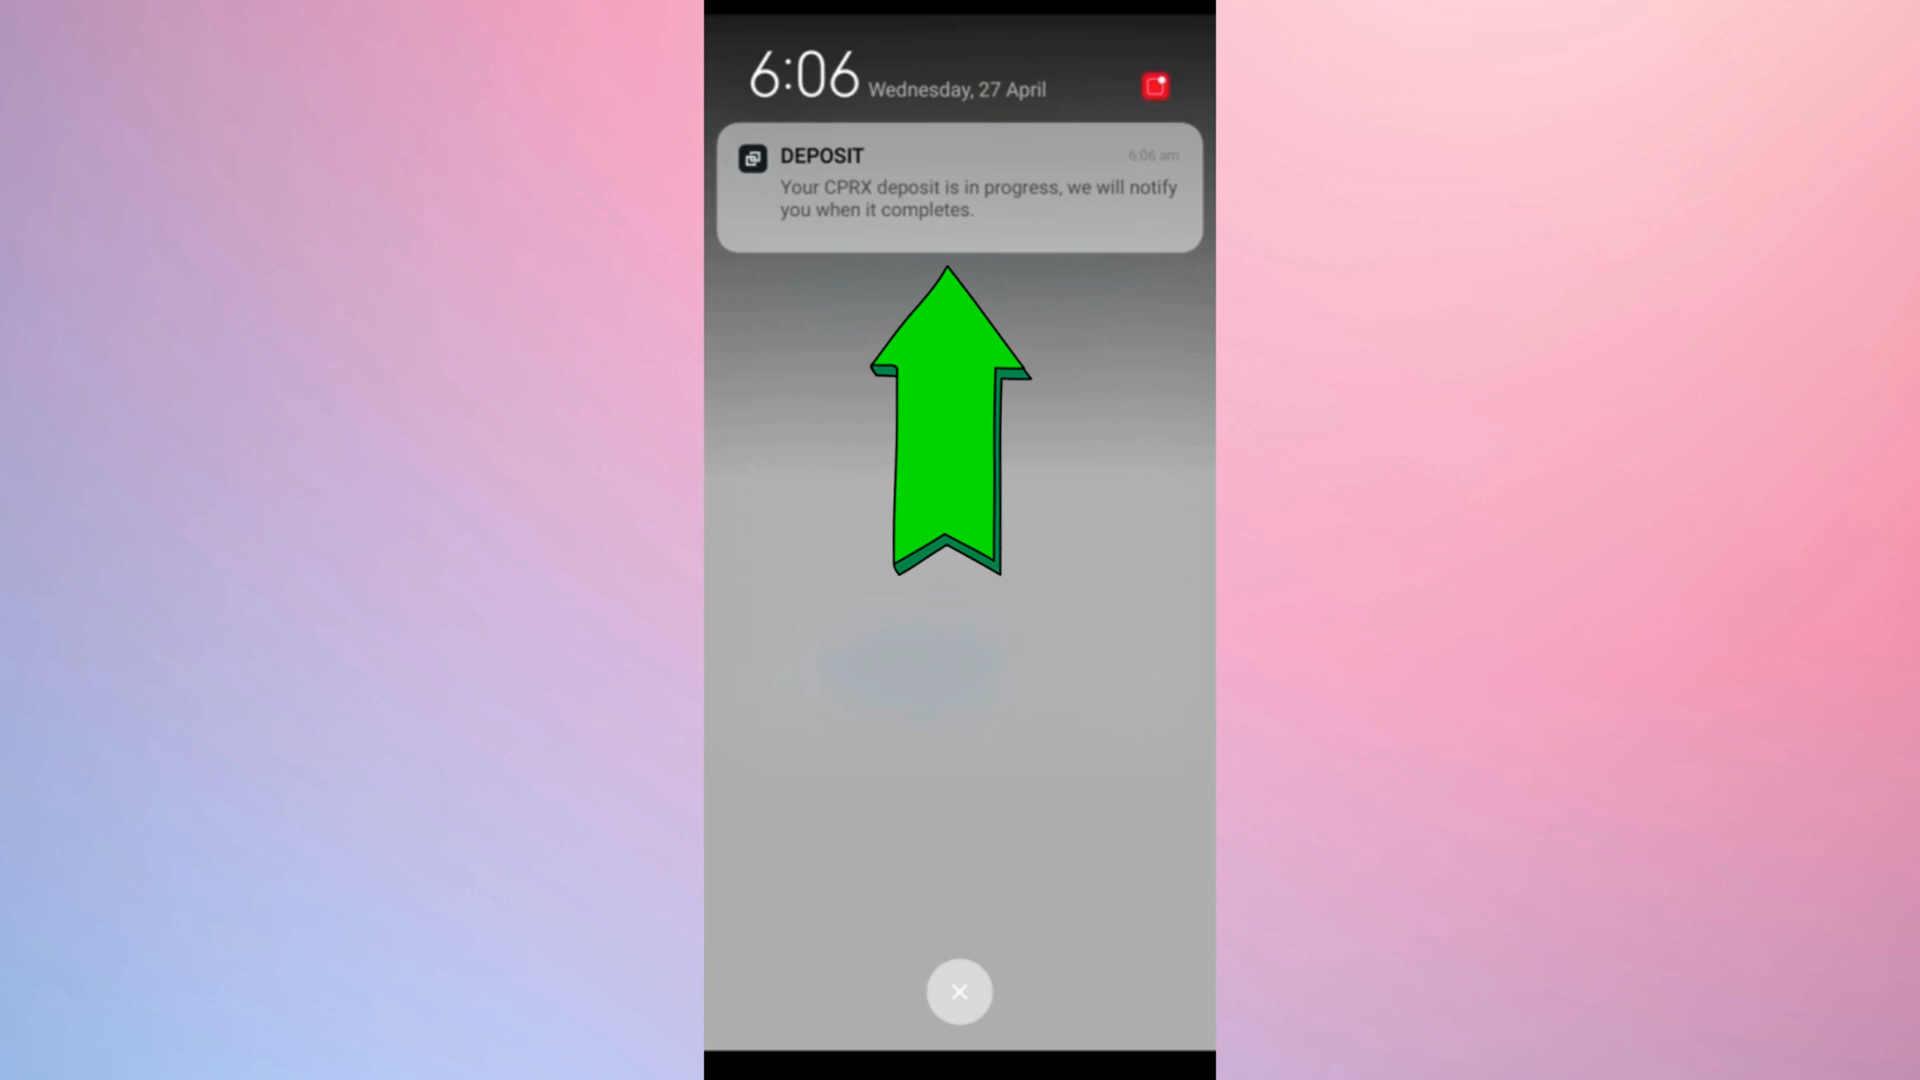 6:06 Wednesday, 27 April
DEPOSIT 6:06 am
Your CPRX deposit is in progress, we will notify
you when it completes.